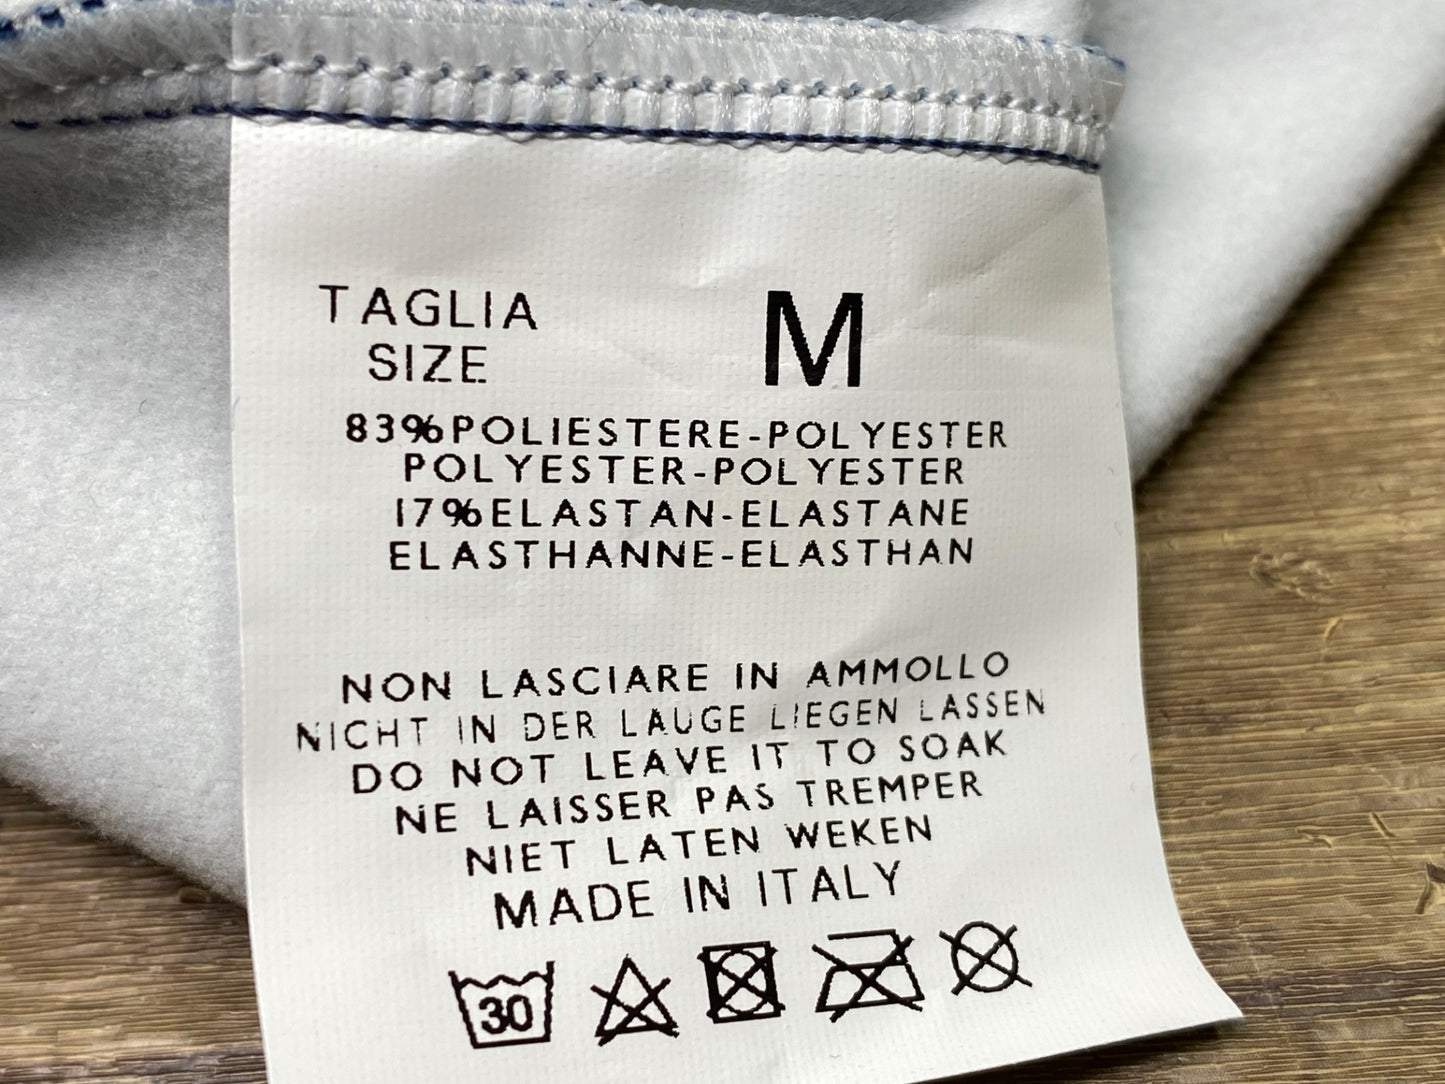 TAGLIA
SIZE
M
83%POLIESTERE-POLYESTER
POLYESTER-POLYESTER
17%ELASTAN-ELASTANE
ELASTHANNE-ELASTHAN
NON LASCIARE IN AMMOLLO
NICHT IN DER LAUGE LIEGEN LASSEN
DO NOT LEAVE IT TO SOAK
NE LAISSER PAS TREMPER
NIET LATEN WEKEN
MADE IN ITALY
30